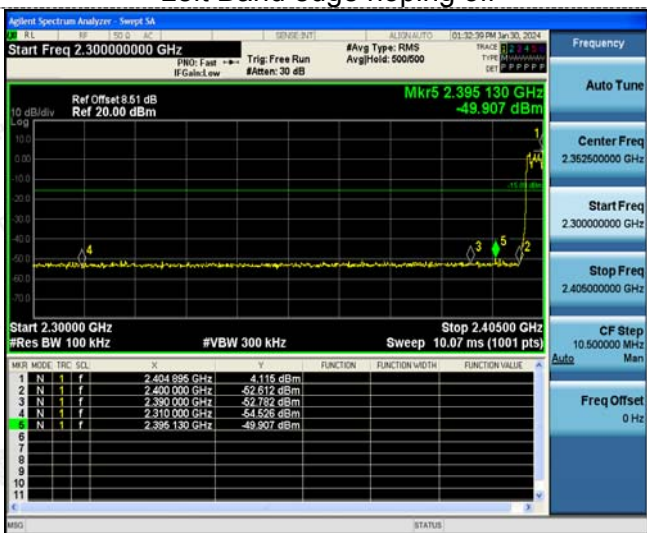 Left Band edge hoping off
Agilent Spectrum Analyzer - Swept SA
RL RF 50 Ω AC SENSE:INT ALIGN AUTO 01:32:39 PM Jan 30, 2024
Start Freq 2.300000000 GHz
PNO: Fast
IFGain:Low
Trig: Free Run
#Atten: 30 dB
#Avg Type: RMS
Avg|Hold: 500/500
TRACE 1 2 3 4 5 6
TYPE M
DET P P P P P P
Frequency
Mkr5 2.395 130 GHz
-49.907 dBm
Ref Offset 8.51 dB
10 dB/div Ref 20.00 dBm
Log
10.0
0.00
-10.0
-20.0
-30.0
-40.0
-50.0
-60.0
-70.0
1
4
3
5
2
Start 2.30000 GHz Stop 2.40500 GHz
#Res BW 100 kHz #VBW 300 kHz Sweep 10.07 ms (1001 pts)
MKR MODE TRC SCL X Y FUNCTION FUNCTION WIDTH FUNCTION VALUE
1 N 1 f 2.404 895 GHz 4.115 dBm
2 N 1 f 2.400 000 GHz -52.612 dBm
3 N 1 f 2.390 000 GHz -52.782 dBm
4 N 1 f 2.310 000 GHz -54.526 dBm
5 N 1 f 2.395 130 GHz -49.907 dBm
6
7
8
9
10
11
MSG STATUS
Auto Tune
Center Freq
2.352500000 GHz
Start Freq
2.300000000 GHz
Stop Freq
2.405000000 GHz
CF Step
10.500000 MHz
Auto Man
Freq Offset
0 Hz